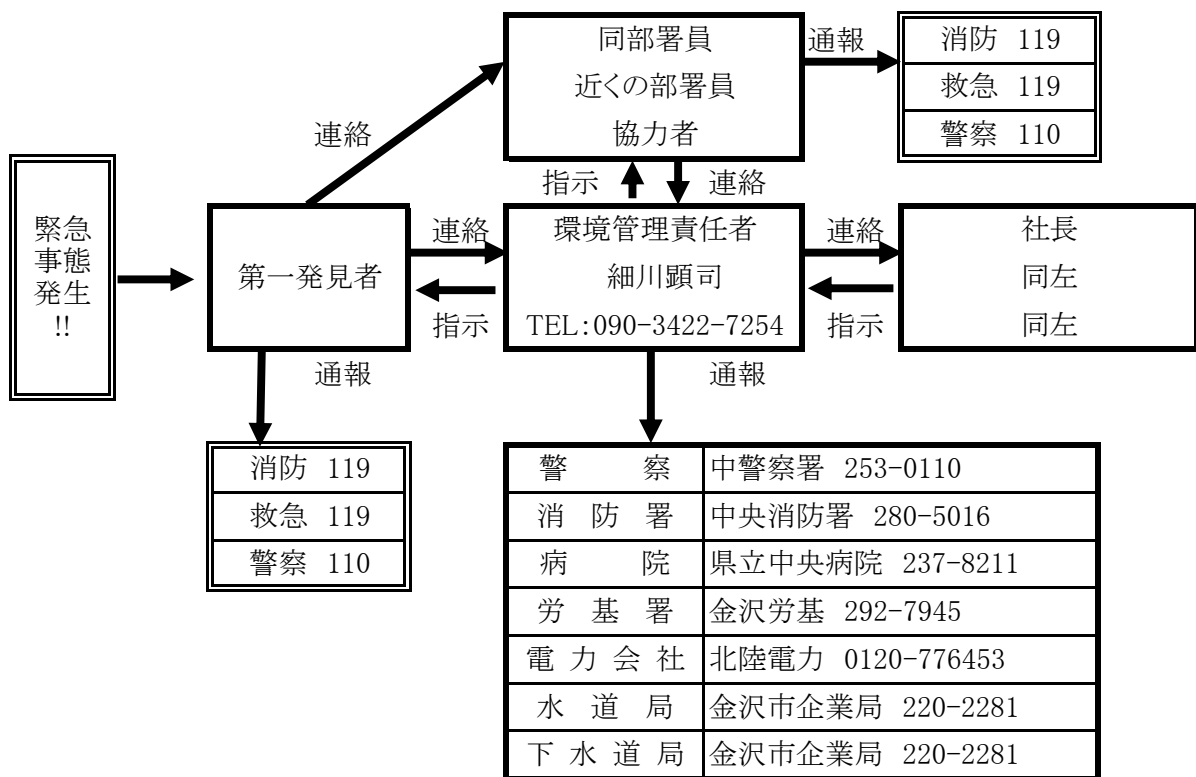 同部署員
近くの部署員
協力者
通報
消防 119
救急 119
警察 110
連絡
指示
連絡
緊急
事態
発生
!!
第一発見者
連絡
指示
環境管理責任者
細川顕司
TEL:090-3422-7254
連絡
指示
社長
同左
同左
通報
通報
消防 119
救急 119
警察 110
警察 中警察署 253-0110
消防署 中央消防署 280-5016
病院 県立中央病院 237-8211
労基署 金沢労基 292-7945
電力会社 北陸電力 0120-776453
水道局 金沢市企業局 220-2281
下水道局 金沢市企業局 220-2281